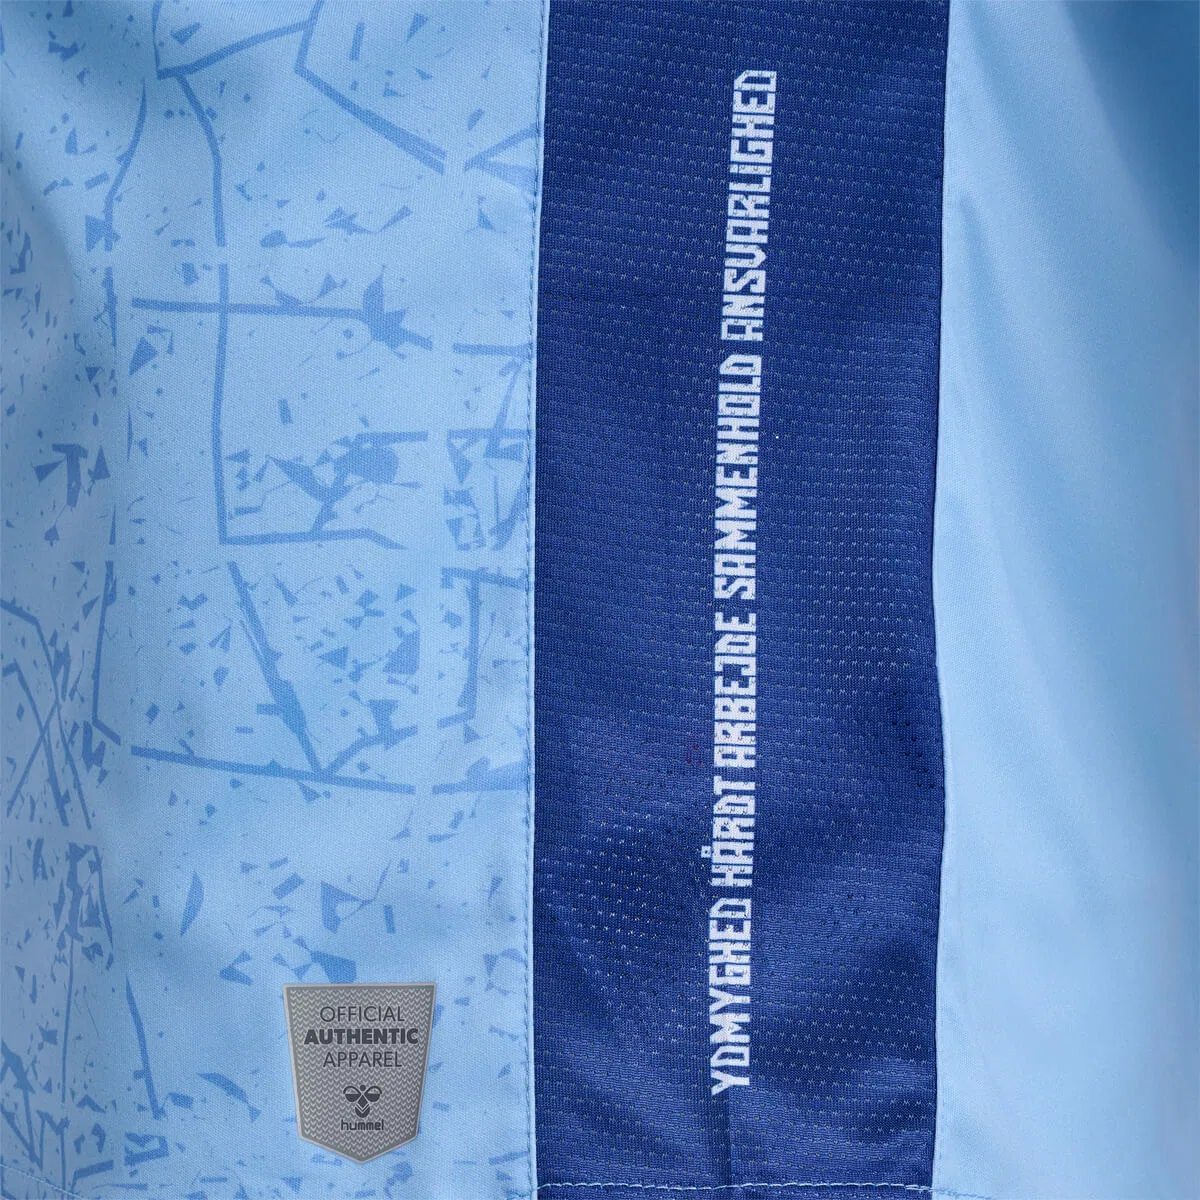 YDMYGHED HÅRDT ARBEJDE SAMMENHOLD ANSVARLIGHED
OFFICIAL
AUTHENTIC
APPAREL
hummel